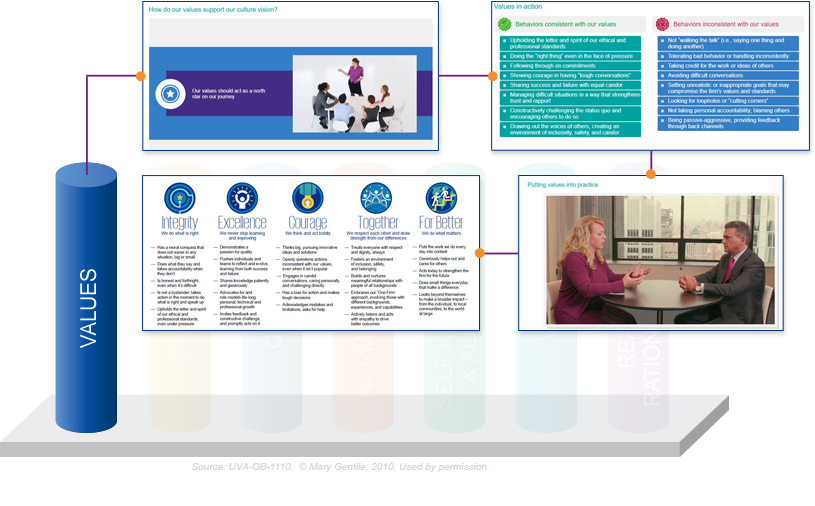 How do our values support our culture vision?
Our values should act as a north
star on our journey
Values in action
Behaviors consistent with our values
Upholding the letter and spirit of our ethical and
professional standards
Doing the "right thing" even in the face of pressure
Following through on commitments
Showing courage in having "tough conversations"
Sharing success and failure with equal candor
Managing difficult situations in a way that strengthens
trust and rapport
Constructively challenging the status quo and
encouraging others to do so
Drawing out the voices of others, creating an
environment of inclusivity, safety, and candor
Behaviors inconsistent with our values
Not "walking the talk" (i.e., saying one thing and
doing another)
Tolerating bad behavior or handling inconsistently
Taking credit for the work or ideas of others
Avoiding difficult conversations
Setting unrealistic or inappropriate goals that may
compromise the firm's values and standards
Looking for loopholes or "cutting corners"
Not taking personal accountability; blaming others
Being passive-aggressive, providing feedback
through back channels
VALUES
Integrity
We do what is right
— Has a moral compass that
does not waver in any
situation, big or small
— Does what they say and
takes accountability when
they don't
— Is honest and forthright,
even when it's difficult
— Is not a bystander, takes
action in the moment to do
what is right and speak up
— Upholds the letter and spirit
of our ethical and
professional standards,
even under pressure
Excellence
We never stop learning
and improving
— Demonstrates a
passion for quality
— Pushes individuals and
teams to reflect and evolve,
learning from both success
and failure
— Shares knowledge patiently
and generously
— Advocates for and
role models life-long
personal, technical and
professional growth
— Invites feedback and
constructive challenge,
and promptly acts on it
Courage
We think and act boldly
— Thinks big, pursuing innovative
ideas and solutions
— Openly questions actions
inconsistent with our values,
even when it isn't popular
— Engages in candid
conversations, caring personally
and challenging directly
— Has a bias for action and makes
tough decisions
— Acknowledges mistakes and
limitations; asks for help
Together
We respect each other and draw
strength from our differences
— Treats everyone with respect
and dignity, always
— Fosters an environment
of inclusion, safety,
and belonging
— Builds and nurtures
meaningful relationships with
people of all backgrounds
— Embraces our 'One Firm'
approach, involving those with
different backgrounds,
experiences, and capabilities
— Actively listens and acts
with empathy to drive
better outcomes
For Better
We do what matters
— Puts the work we do every
day into context
— Generously helps out and
cares for others
— Acts today to strengthen the
firm for the future
— Does small things everyday
that make a difference
— Looks beyond themselves
to make a broader impact –
from the individual, to local
communities, to the world
at large
Putting values into practice
Source: UVA-OB-1110. © Mary Gentile, 2010. Used by permission.